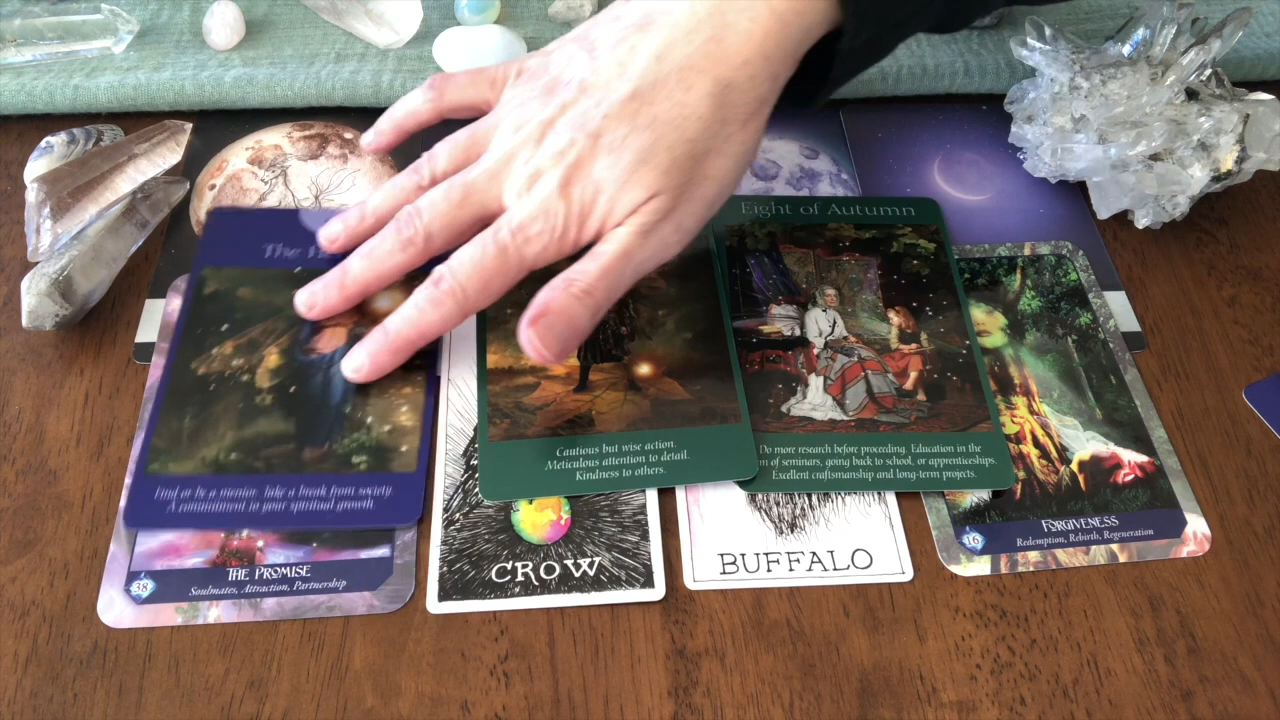 The
Find or be a mentor. Take a break from society.
A commitment to your spiritual growth.
38
THE PROMISE
Soulmates, Attraction, Partnership
CROW
Cautious but wise action.
Meticulous attention to detail.
Kindness to others.
Eight of Autumn
Do more research before proceeding. Education in the
of seminars, going back to school, or apprenticeships.
Excellent craftsmanship and long-term projects.
BUFFALO
16
FORGIVENESS
Redemption, Rebirth, Regeneration